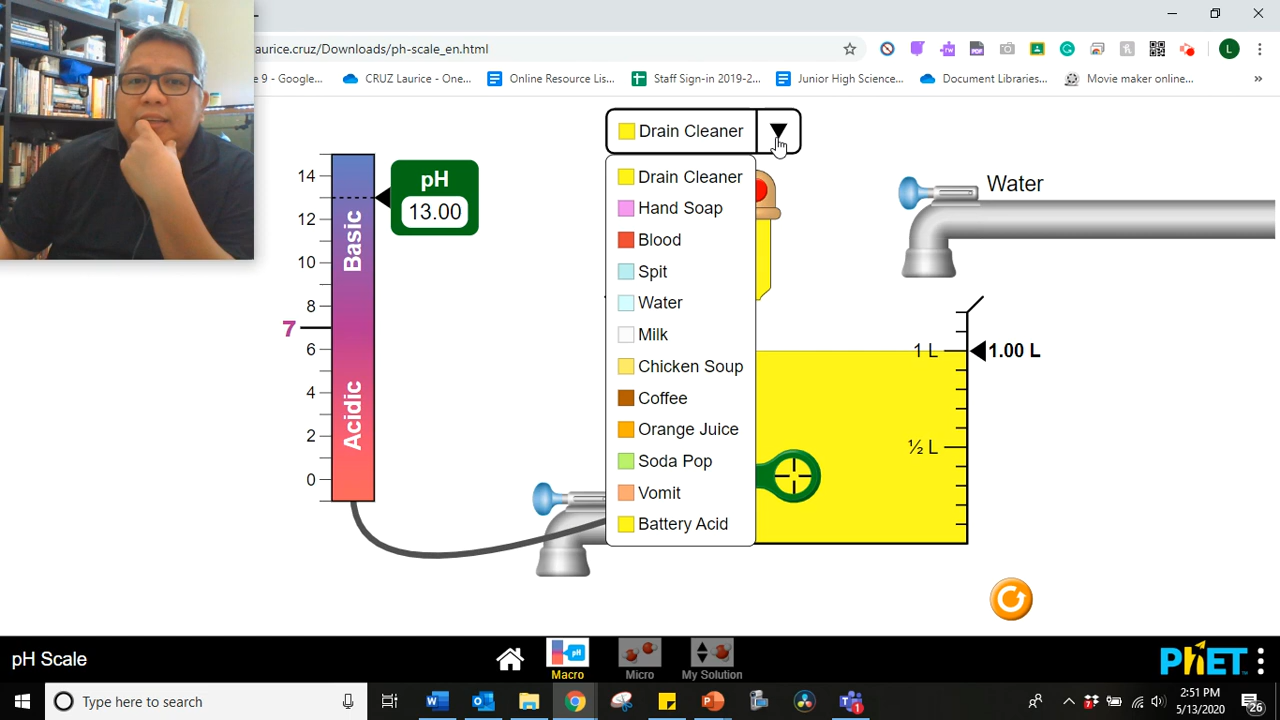 aurice.cruz/Downloads/ph-scale_en.html
L
e 9 - Google...
CRUZ Laurice - One...
Online Resource Lis...
Staff Sign-in 2019-2...
Junior High Science...
Document Libraries...
Movie maker online...
»
Drain Cleaner
Drain Cleaner
Hand Soap
Blood
Spit
Water
Milk
Chicken Soup
Coffee
Orange Juice
Soda Pop
Vomit
Battery Acid
pH
13.00
14
12
10
8
7
6
4
2
0
Basic
Acidic
Water
1 L
1.00 L
½ L
pH Scale
Macro
Micro
My Solution
PhET
Type here to search
2:51 PM
5/13/2020
26